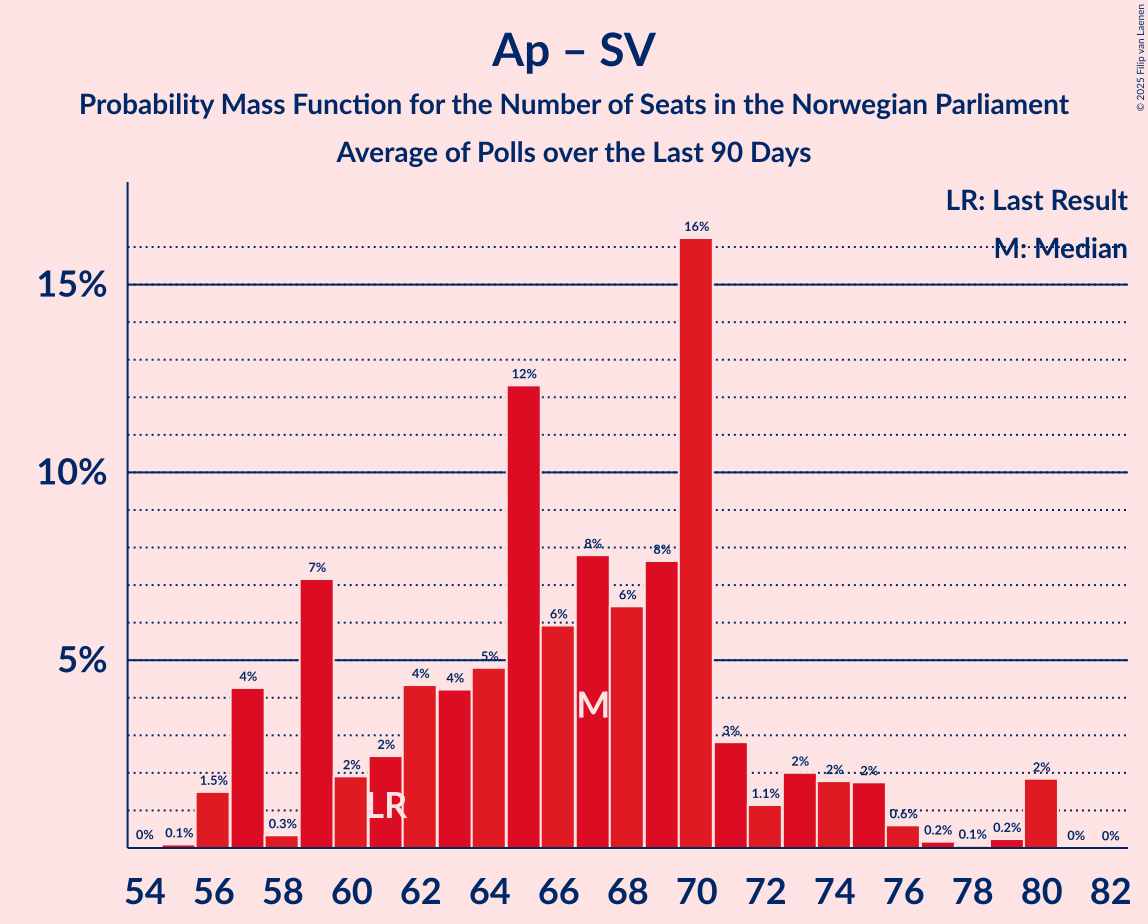 Ap – SV
Probability Mass Function for the Number of Seats in the Norwegian Parliament
Average of Polls over the Last 90 Days
© 2025 Filip van Laenen
LR: Last Result
M: Median
15%
10%
5%
0% 0.1% 1.5% 4% 0.3% 7% 2% 2% 4% 4% 5% 12% 6% 8% 6% 8% 16% 3% 1.1% 2% 2% 2% 0.6% 0.2% 0.1% 0.2% 2% 0% 0%
M
LR
54 56 58 60 62 64 66 68 70 72 74 76 78 80 82